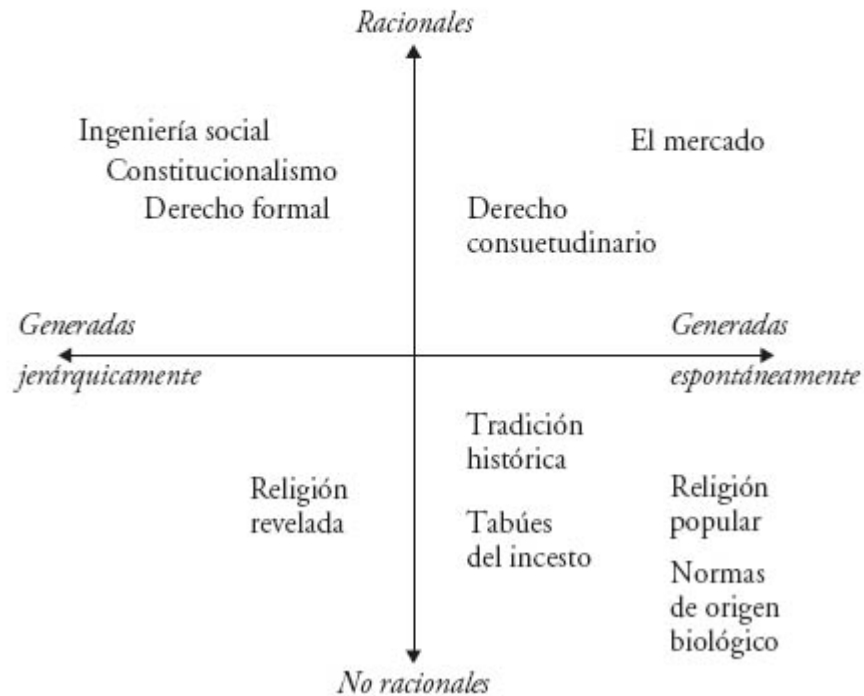 Racionales
Ingeniería social
Constitucionalismo
Derecho formal
El mercado
Derecho
consuetudinario
Generadas
jerárquicamente
Generadas
espontáneamente
Religión
revelada
Tradición
histórica
Tabúes
del incesto
Religión
popular
Normas
de origen
biológico
No racionales